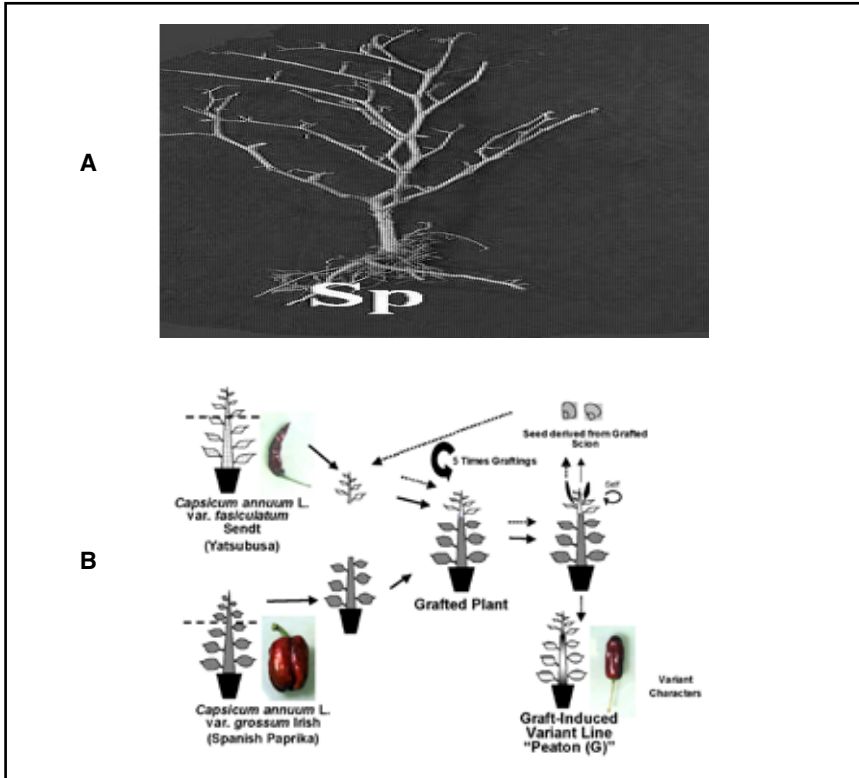 A
Sp
B
Capsicum annuum L.
var. fasiculatum
Sendt
(Yatsubusa)
5 Times Graftings
Seed derived from Grafted
Scion
Self
Grafted Plant
Capsicum annuum L.
var. grossum Irish
(Spanish Paprika)
Variant
Characters
Graft-Induced
Variant Line
"Peaton (G)"